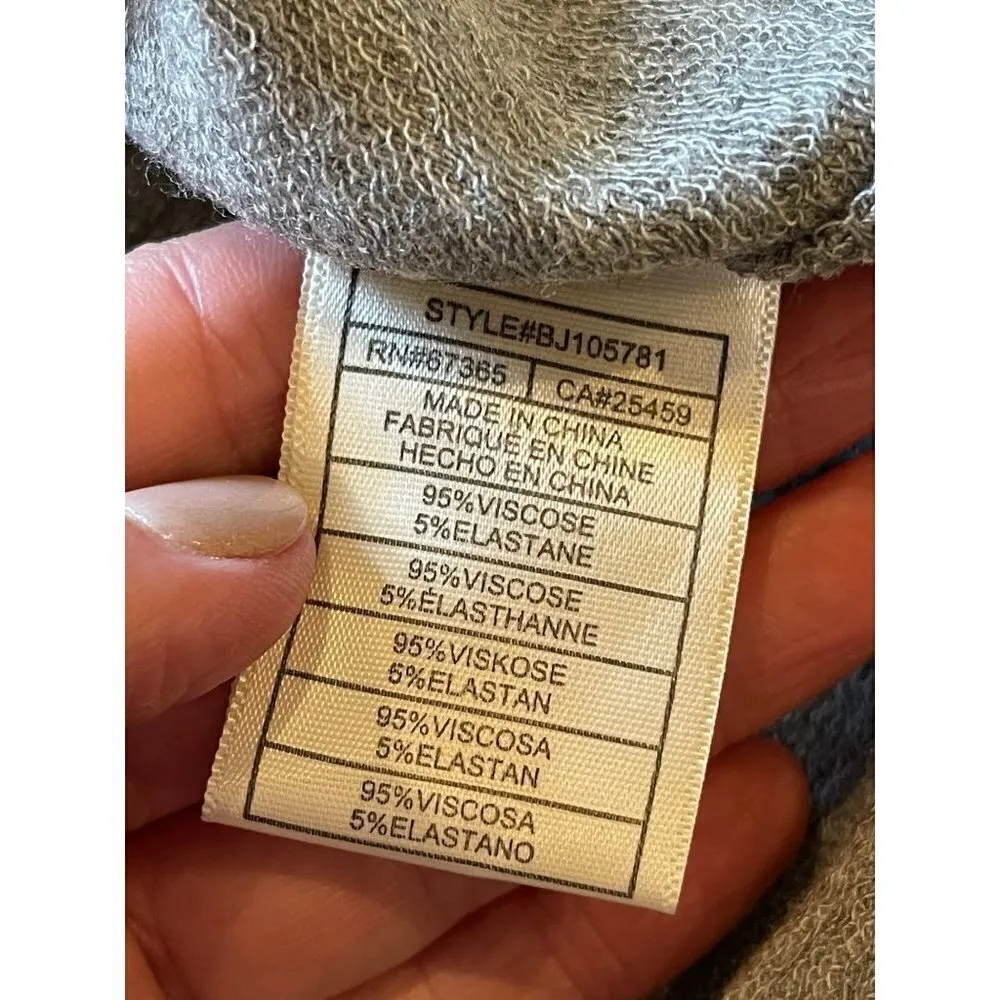 STYLE#BJ105781
RN#67365 CA#25459
MADE IN CHINA
FABRIQUE EN CHINE
HECHO EN CHINA
95%VISCOSE
5%ELASTANE
95%VISCOSE
5%ÉLASTHANNE
95%VISKOSE
5%ELASTAN
95%VISCOSA
5%ELASTAN
95%VISCOSA
5%ELASTANO